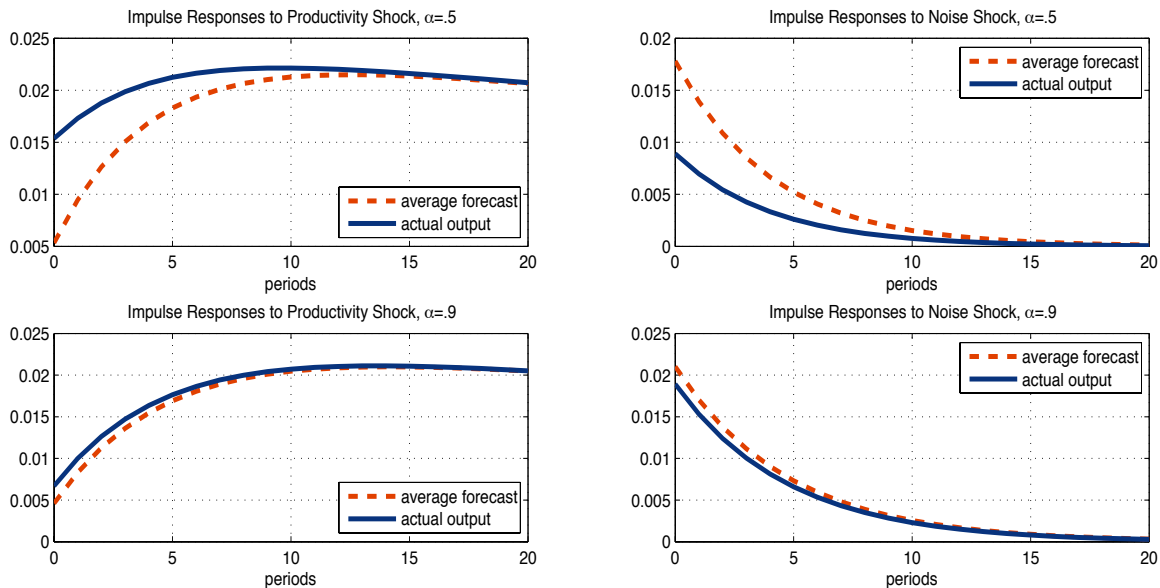 Impulse Responses to Productivity Shock, α=.5
0.025
0.02
0.015
0.01
0.005
0 5 10 15 20
periods
average forecast
actual output
Impulse Responses to Noise Shock, α=.5
0.02
0.015
0.01
0.005
0
0 5 10 15 20
periods
average forecast
actual output
Impulse Responses to Productivity Shock, α=.9
0.025
0.02
0.015
0.01
0.005
0
0 5 10 15 20
periods
average forecast
actual output
Impulse Responses to Noise Shock, α=.9
0.025
0.02
0.015
0.01
0.005
0
0 5 10 15 20
periods
average forecast
actual output